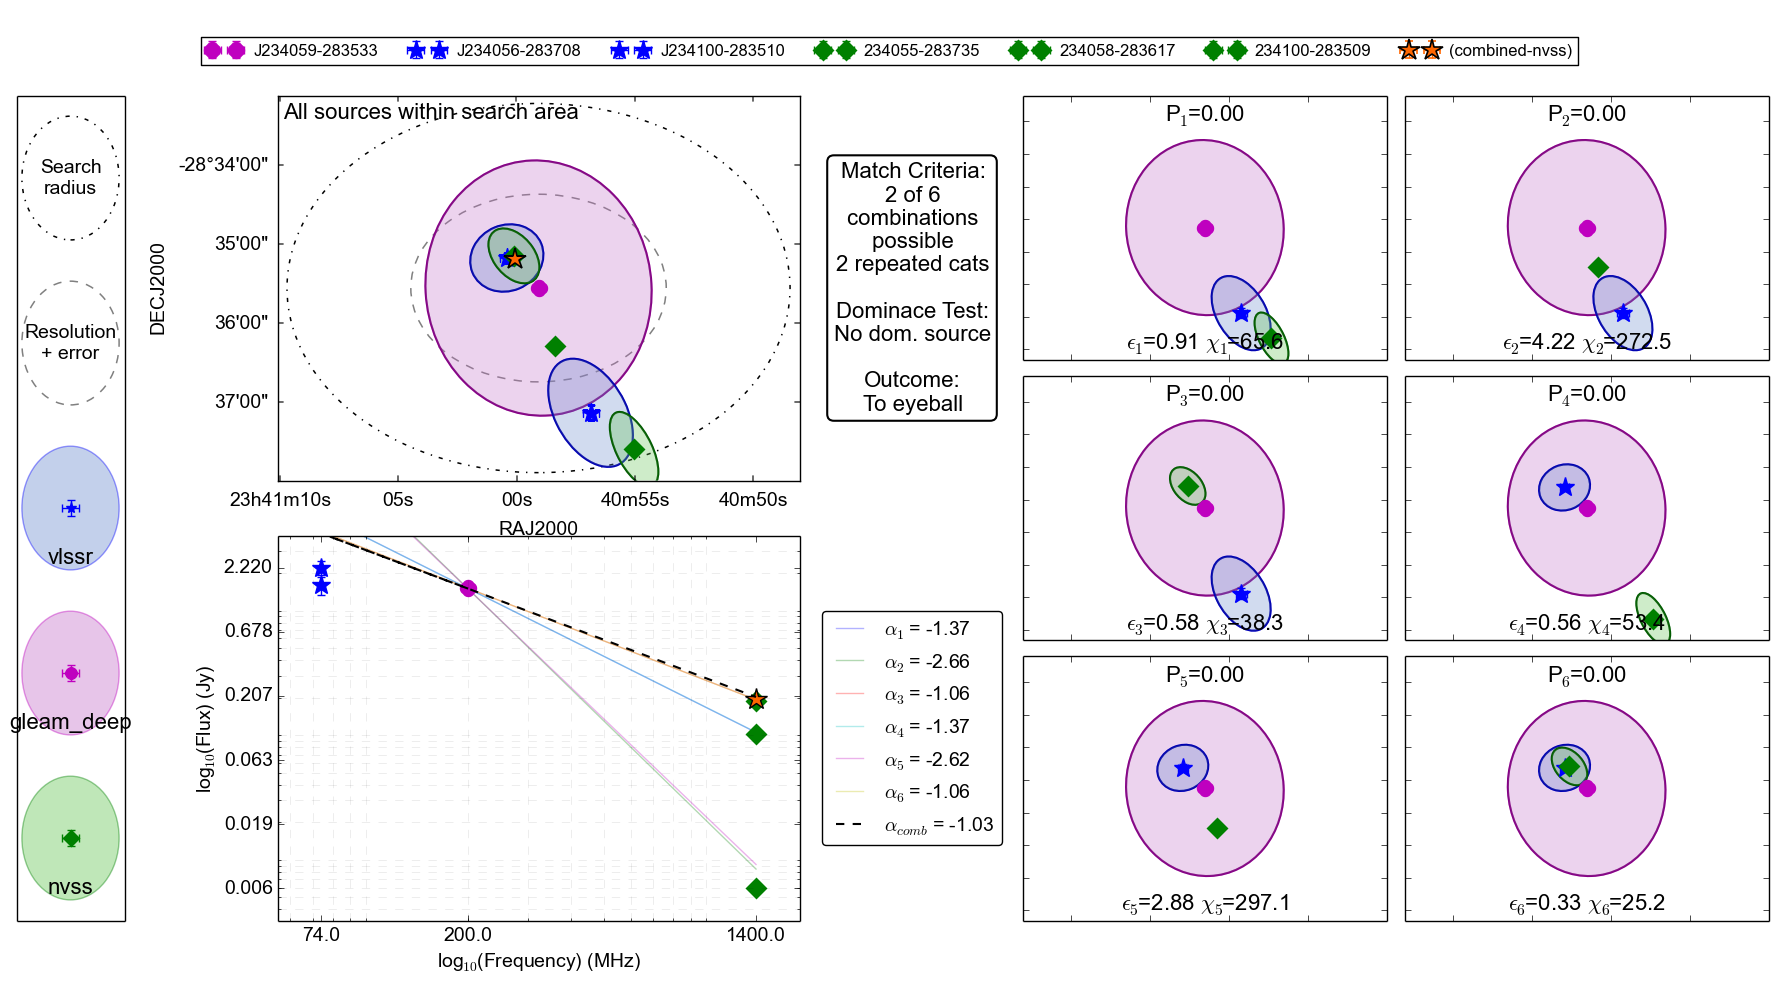 J234059-283533 J234056-283708 J234100-283510 234055-283735 234058-283617 234100-283509 (combined-nvss)
Search
radius
Resolution
+ error
vlssr
gleam_deep
nvss
All sources within search area
DECJ2000
-28°34'00"
35'00"
36'00"
37'00"
23h41m10s 05s 00s 40m55s 40m50s
RAJ2000
Match Criteria:
2 of 6
combinations
possible
2 repeated cats
Dominace Test:
No dom. source
Outcome:
To eyeball
log10(Flux) (Jy)
2.220
0.678
0.207
0.063
0.019
0.006
74.0 200.0 1400.0
log10(Frequency) (MHz)
α1 = -1.37
α2 = -2.66
α3 = -1.06
α4 = -1.37
α5 = -2.62
α6 = -1.06
αcomb = -1.03
P1=0.00
ϵ1=0.91 χ1=65.6
P2=0.00
ϵ2=4.22 χ2=272.5
P3=0.00
ϵ3=0.58 χ3=38.3
P4=0.00
ϵ4=0.56 χ4=53.4
P5=0.00
ϵ5=2.88 χ5=297.1
P6=0.00
ϵ6=0.33 χ6=25.2